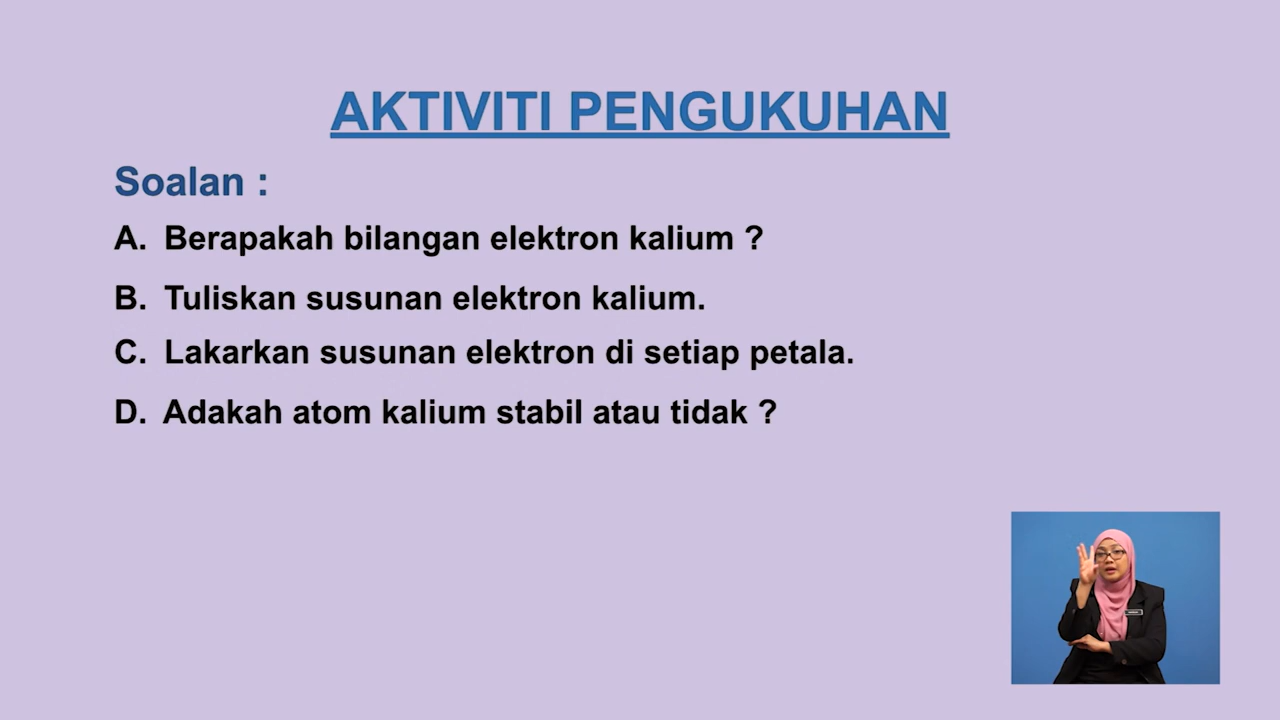 AKTIVITI PENGUKUHAN
Soalan :
A. Berapakah bilangan elektron kalium ?
B. Tuliskan susunan elektron kalium.
C. Lakarkan susunan elektron di setiap petala.
D. Adakah atom kalium stabil atau tidak ?